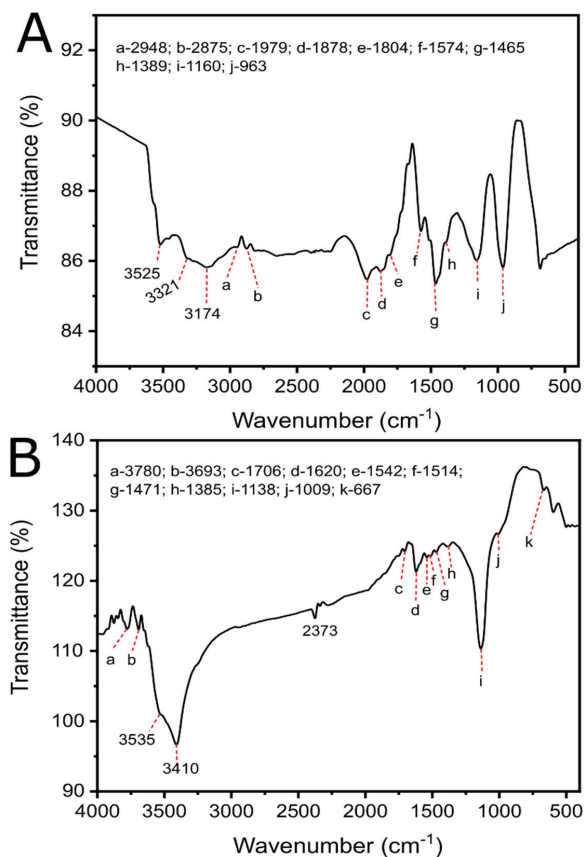 A
a-2948; b-2875; c-1979; d-1878; e-1804; f-1574; g-1465
h-1389; i-1160; j-963
Transmittance (%)
92
90
88
86
84
3525
3321
3174
a
b
c
d
e
f
g
h
i
j
4000 3500 3000 2500 2000 1500 1000 500
Wavenumber (cm⁻¹)
B
a-3780; b-3693; c-1706; d-1620; e-1542; f-1514;
g-1471; h-1385; i-1138; j-1009; k-667
Transmittance (%)
140
130
120
110
100
90
a
b
3535
3410
2373
c
d
e
f
g
h
i
j
k
4000 3500 3000 2500 2000 1500 1000 500
Wavenumber (cm⁻¹)